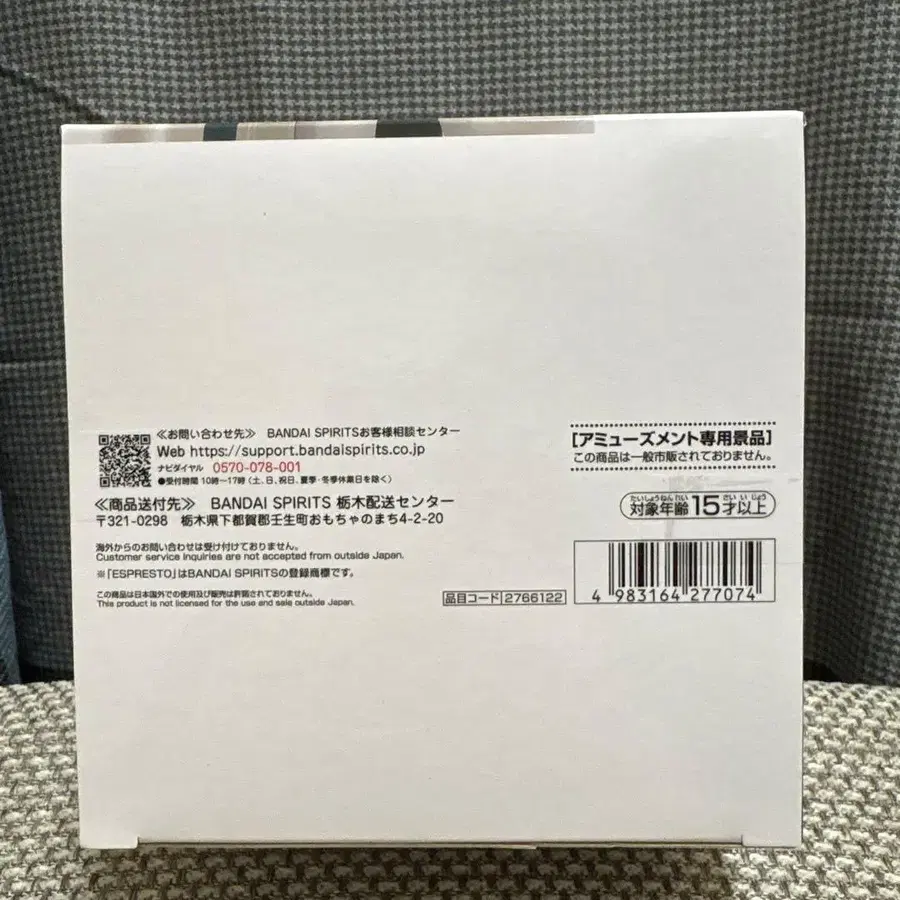 ≪お問い合わせ先≫ BANDAI SPIRITSお客様相談センター
Web https://support.bandaispirits.co.jp
ナビダイヤル 0570-078-001
●受付時間 10時〜17時(土、日、祝日、夏季・冬季休業日を除く)
≪商品送付先≫ BANDAI SPIRITS 栃木配送センター
〒321-0298 栃木県下都賀郡壬生町おもちゃのまち4-2-20
海外からのお問い合わせは受け付けておりません。
Customer service inquiries are not accepted from outside Japan.
※「ESPRESTO」はBANDAI SPIRITSの登録商標です。
この商品は日本国外での使用及び販売は許諾されておりません。
This product is not licensed for the use and sale outside Japan.
品目コード 2766122
[アミューズメント専用景品]
この商品は一般市販されておりません。
たいしょうねんれい さい いじょう
対象年齢 15才以上
4 983164 277074